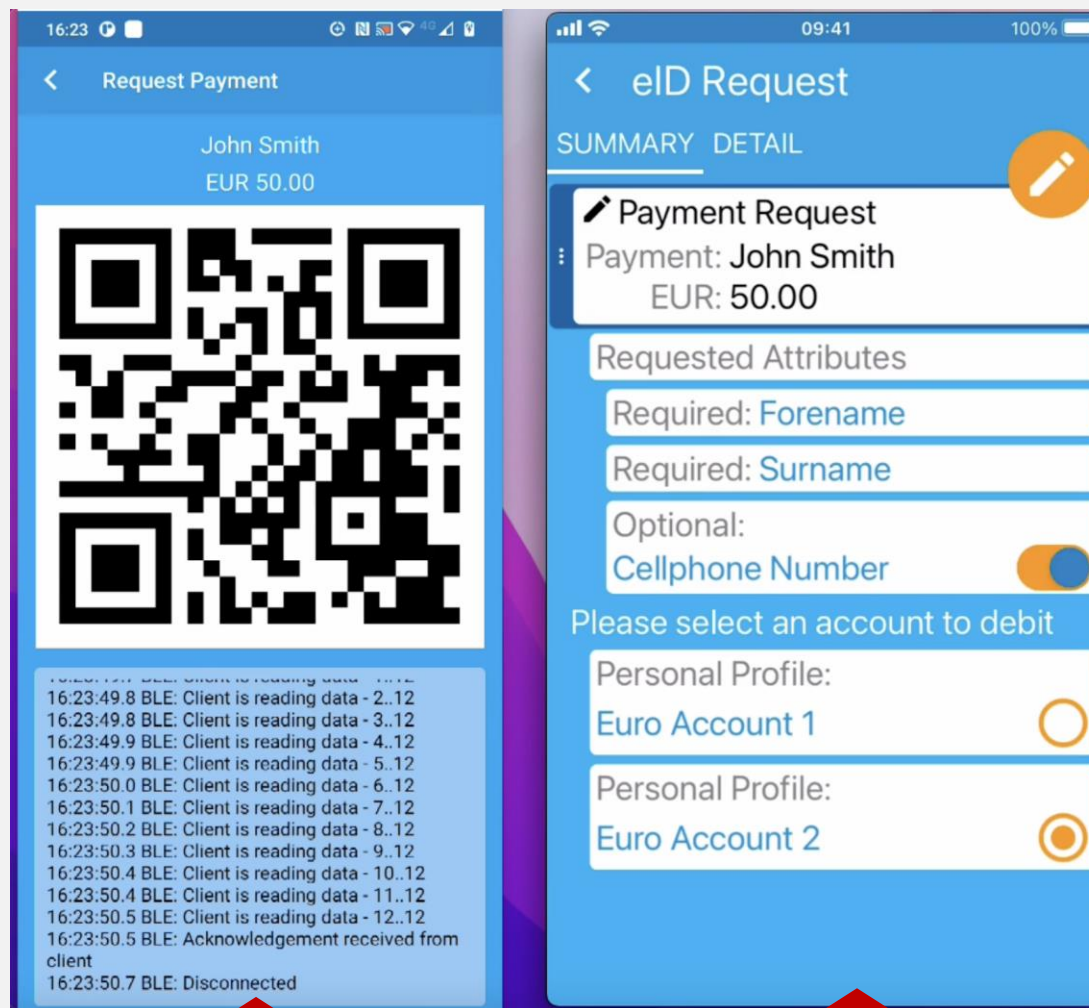 16:23
4G
Request Payment
John Smith
EUR 50.00
16:23:49.8 BLE: Client is reading data - 2..12
16:23:49.8 BLE: Client is reading data - 3..12
16:23:49.9 BLE: Client is reading data - 4..12
16:23:49.9 BLE: Client is reading data - 5..12
16:23:50.0 BLE: Client is reading data - 6..12
16:23:50.1 BLE: Client is reading data - 7..12
16:23:50.2 BLE: Client is reading data - 8..12
16:23:50.3 BLE: Client is reading data - 9..12
16:23:50.4 BLE: Client is reading data - 10..12
16:23:50.4 BLE: Client is reading data - 11..12
16:23:50.5 BLE: Client is reading data - 12..12
16:23:50.5 BLE: Acknowledgement received from
client
16:23:50.7 BLE: Disconnected
09:41
100%
eID Request
SUMMARY DETAIL
Payment Request
Payment: John Smith
EUR: 50.00
Requested Attributes
Required: Forename
Required: Surname
Optional:
Cellphone Number
Please select an account to debit
Personal Profile:
Euro Account 1
Personal Profile:
Euro Account 2